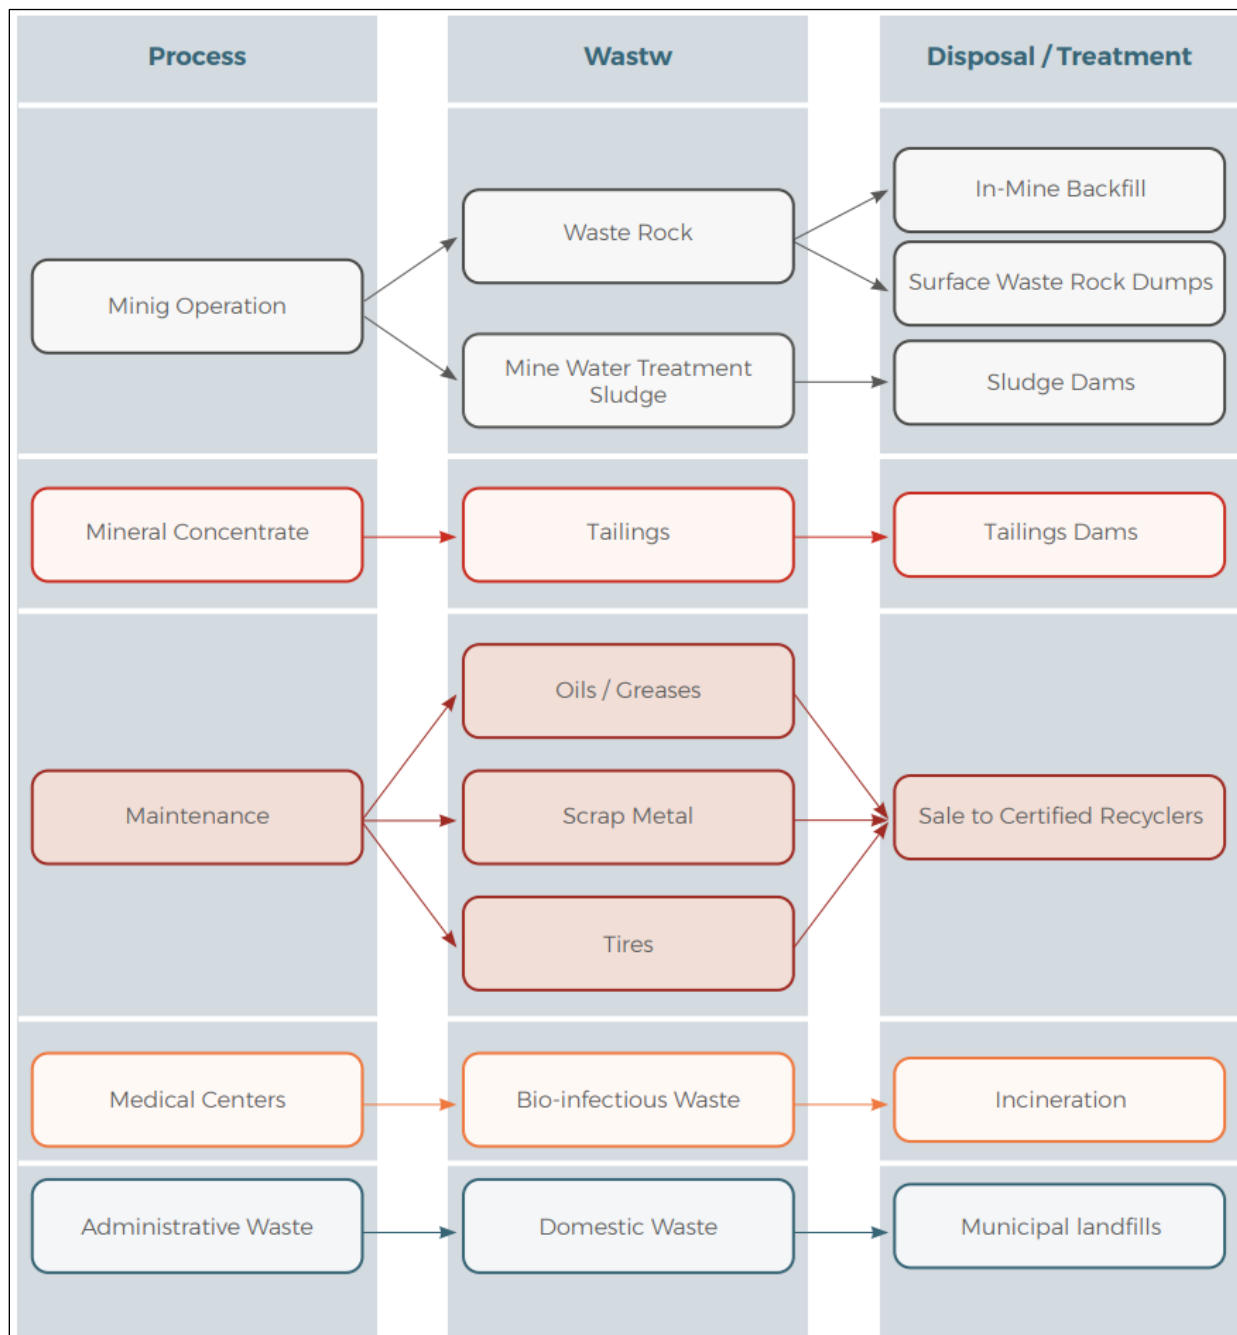 Process
Wastw
Disposal / Treatment
Minig Operation
Waste Rock
In-Mine Backfill
Surface Waste Rock Dumps
Mine Water Treatment
Sludge
Sludge Dams
Mineral Concentrate
Tailings
Tailings Dams
Maintenance
Oils / Greases
Scrap Metal
Tires
Sale to Certified Recyclers
Medical Centers
Bio-infectious Waste
Incineration
Administrative Waste
Domestic Waste
Municipal landfills